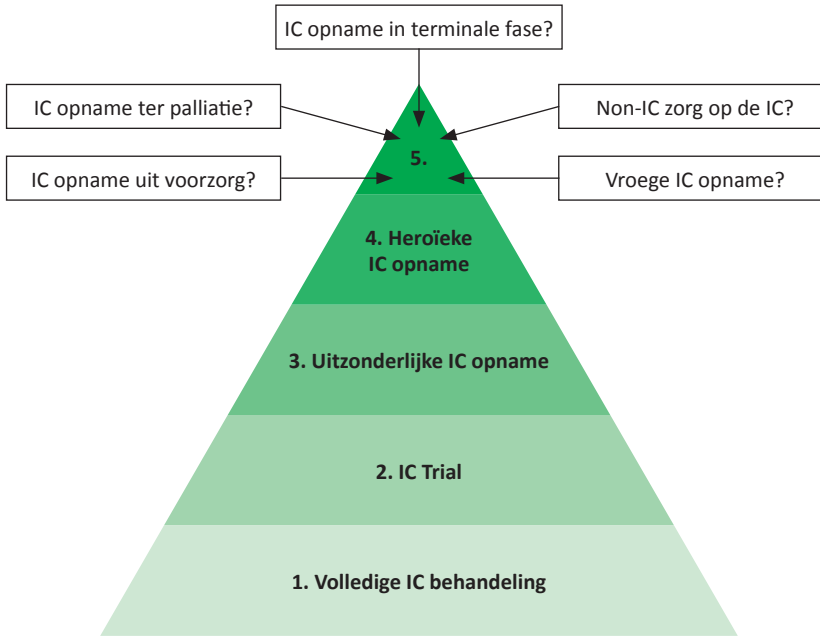 IC opname in terminale fase?
IC opname ter palliatie?
Non-IC zorg op de IC?
5.
IC opname uit voorzorg?
Vroege IC opname?
4. Heroïeke
IC opname
3. Uitzonderlijke IC opname
2. IC Trial
1. Volledige IC behandeling